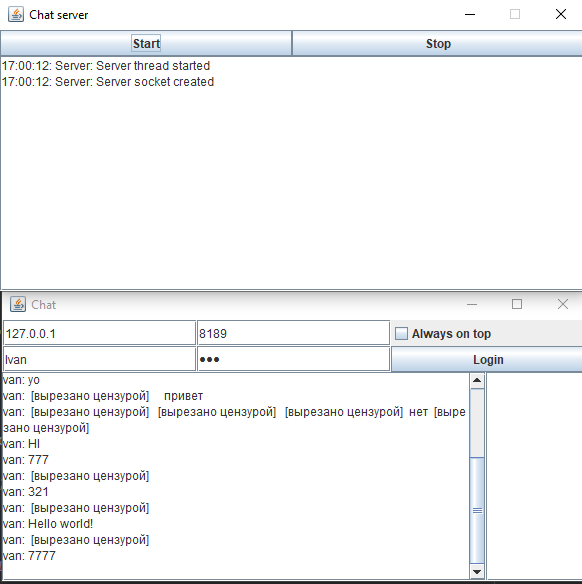 Chat server
Start Stop
17:00:12: Server: Server thread started
17:00:12: Server: Server socket created
Chat
127.0.0.1 8189 Always on top
Ivan ●●● Login
van: yo
van: [вырезано цензурой] привет
van: [вырезано цензурой] [вырезано цензурой] [вырезано цензурой] нет [выре
зано цензурой]
van: HI
van: 777
van: [вырезано цензурой]
van: 321
van: [вырезано цензурой]
van: Hello world!
van: [вырезано цензурой]
van: 7777